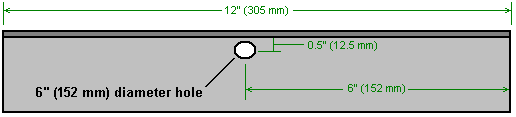 12" (305 mm)
0.5" (12.5 mm)
6" (152 mm)
6" (152 mm) diameter hole